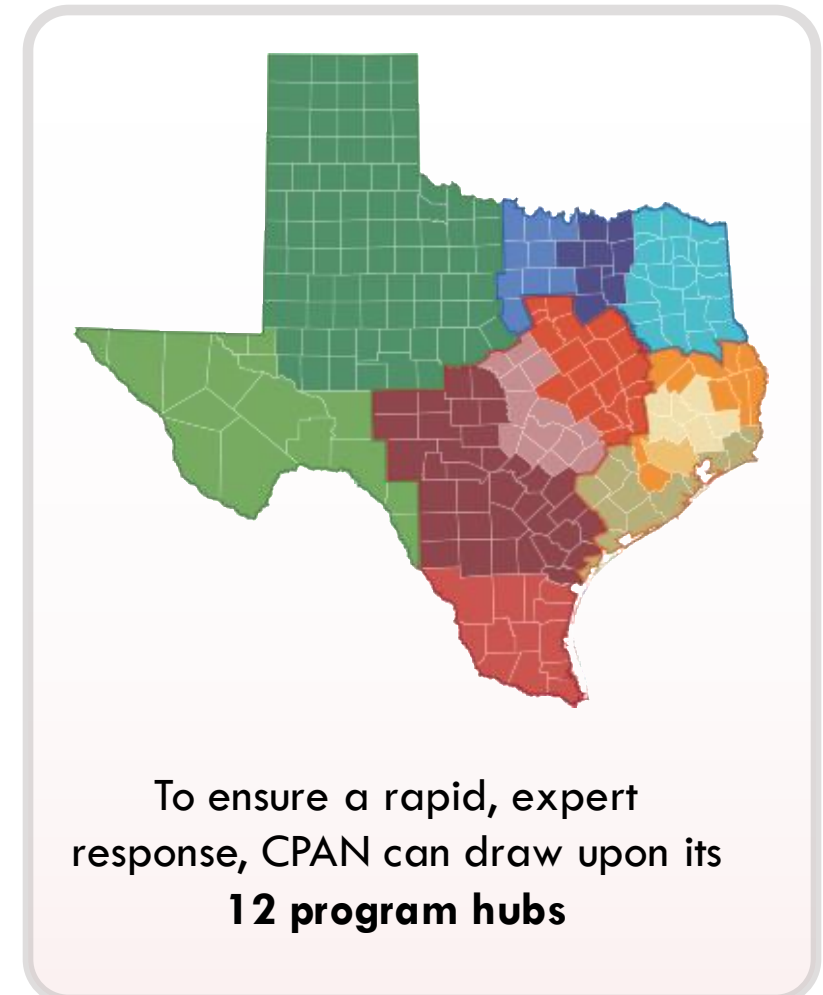 To ensure a rapid, expert
response, CPAN can draw upon its
12 program hubs